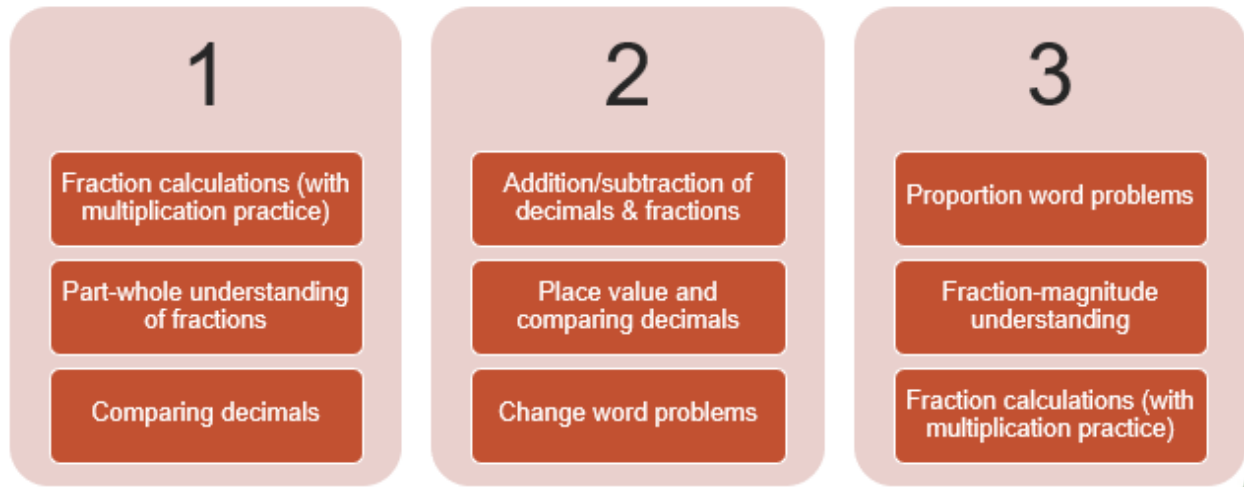 1
Fraction calculations (with
multiplication practice)
Part-whole understanding
of fractions
Comparing decimals
2
Addition/subtraction of
decimals & fractions
Place value and
comparing decimals
Change word problems
3
Proportion word problems
Fraction-magnitude
understanding
Fraction calculations (with
multiplication practice)